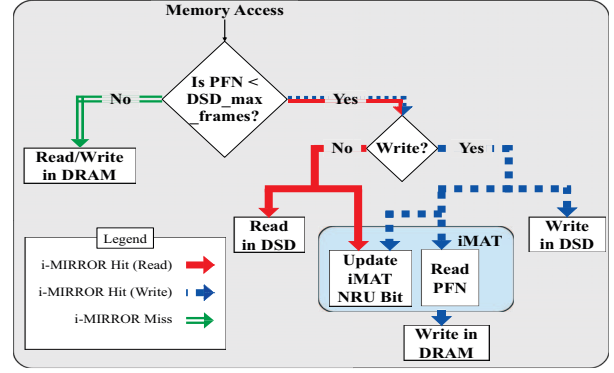 Memory Access
Is PFN <
DSD_max
_frames?
No
Yes
Read/Write
in DRAM
Write?
No
Yes
Read
in DSD
Write
in DSD
iMAT
Update
iMAT
NRU Bit
Read
PFN
Write in
DRAM
Legend
i-MIRROR Hit (Read)
i-MIRROR Hit (Write)
i-MIRROR Miss